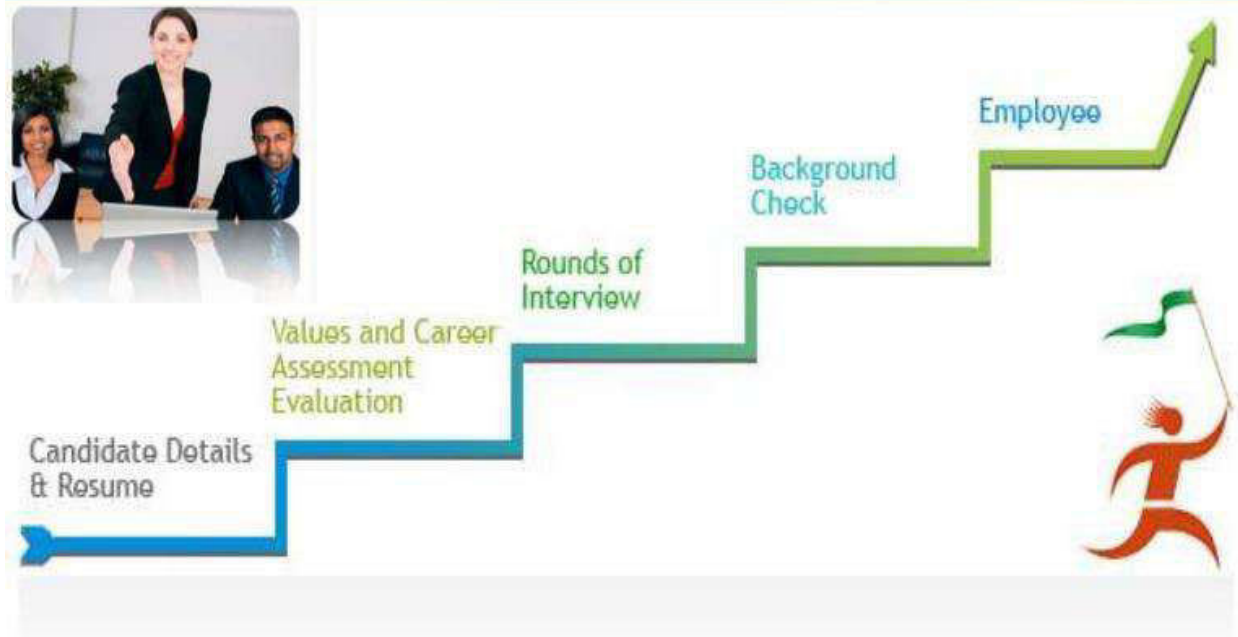 Employee
Background
Check
Rounds of
Interview
Values and Career
Assessment
Evaluation
Candidate Details
& Resume